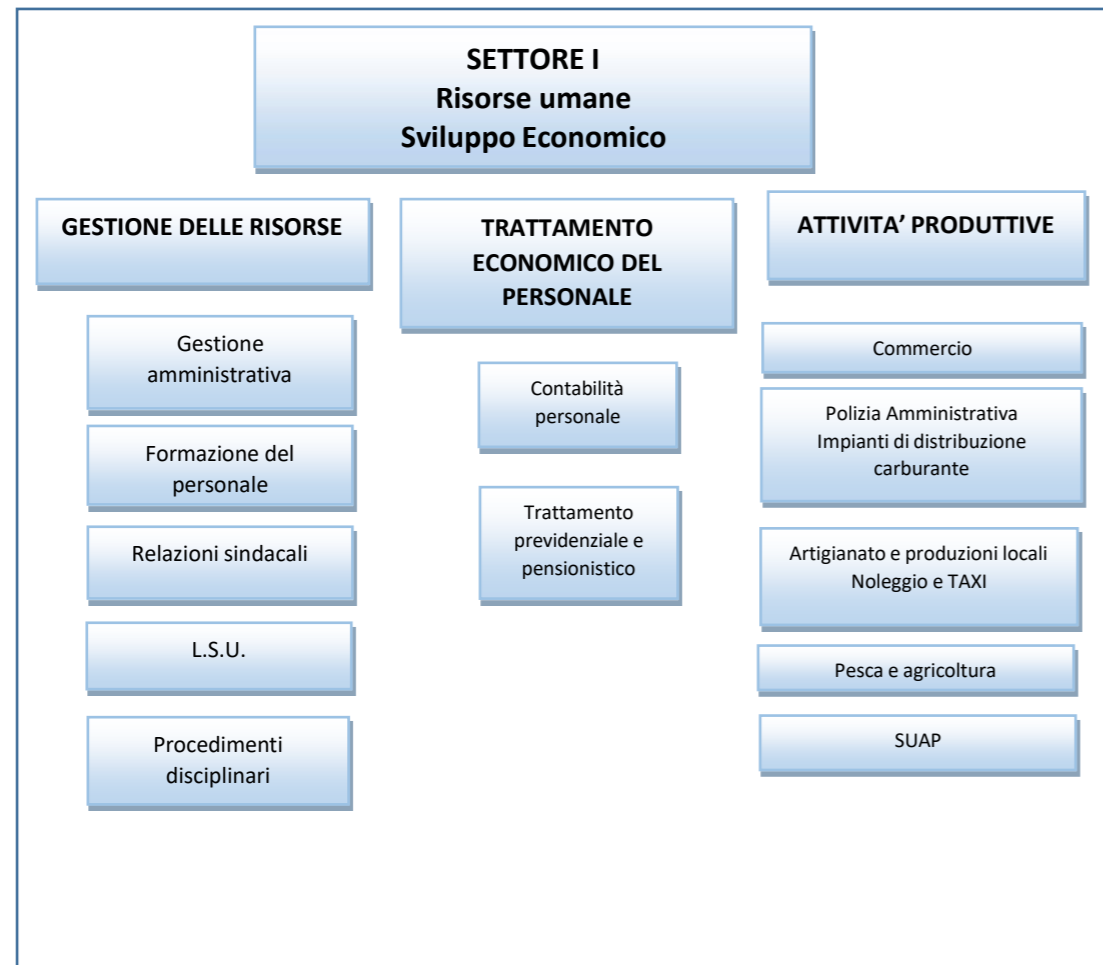 SETTORE I
Risorse umane
Sviluppo Economico
GESTIONE DELLE RISORSE
Gestione
amministrativa
Formazione del
personale
Relazioni sindacali
L.S.U.
Procedimenti
disciplinari
TRATTAMENTO
ECONOMICO DEL
PERSONALE
Contabilità
personale
Trattamento
previdenziale e
pensionistico
ATTIVITA’ PRODUTTIVE
Commercio
Polizia Amministrativa
Impianti di distribuzione
carburante
Artigianato e produzioni locali
Noleggio e TAXI
Pesca e agricoltura
SUAP